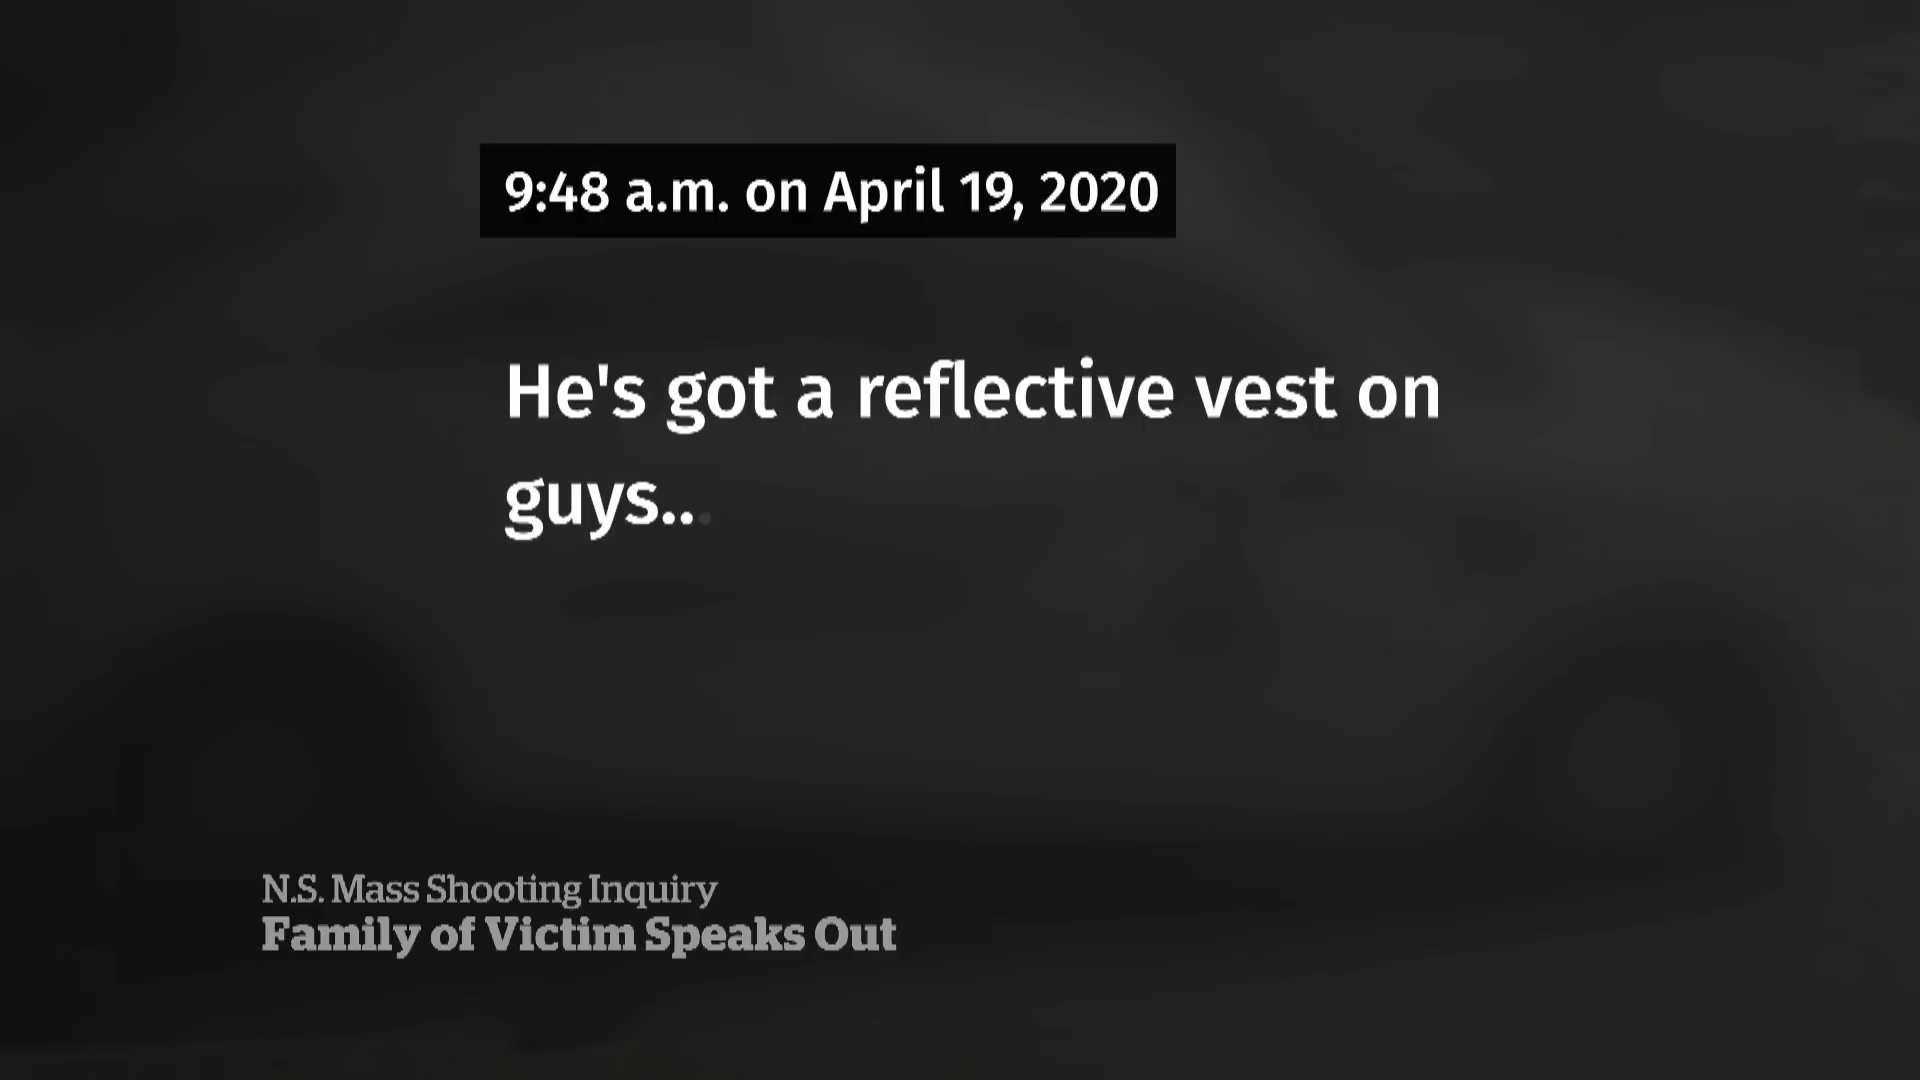 9:48 a.m. on April 19, 2020
He's got a reflective vest on
guys...
N.S. Mass Shooting Inquiry
Family of Victim Speaks Out